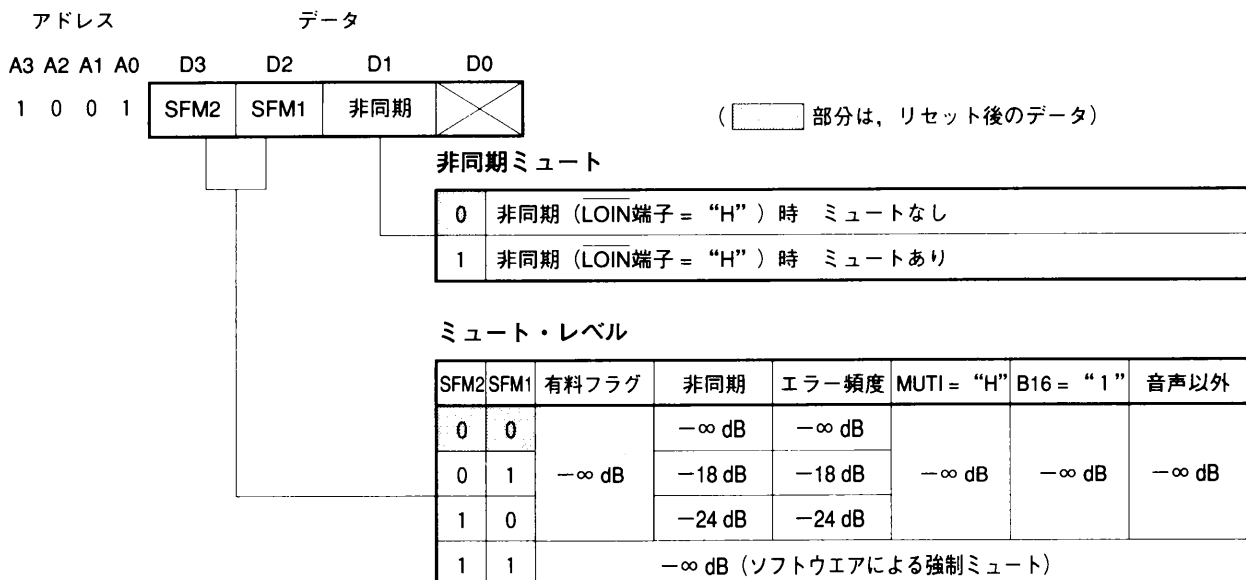 アドレス データ
A3 A2 A1 A0 D3 D2 D1 D0
1 0 0 1 SFM2 SFM1 非同期
( 部分は，リセット後のデータ)
非同期ミュート
0 非同期（LOIN端子＝“H”）時 ミュートなし
1 非同期（LOIN端子＝“H”）時 ミュートあり
ミュート・レベル
SFM2 SFM1 有料フラグ 非同期 エラー頻度 MUTI＝“H” B16＝“1” 音声以外
0 0 －∞ dB －∞ dB
0 1 －∞ dB －18 dB －18 dB －∞ dB －∞ dB －∞ dB
1 0 －24 dB －24 dB
1 1 －∞ dB（ソフトウエアによる強制ミュート）